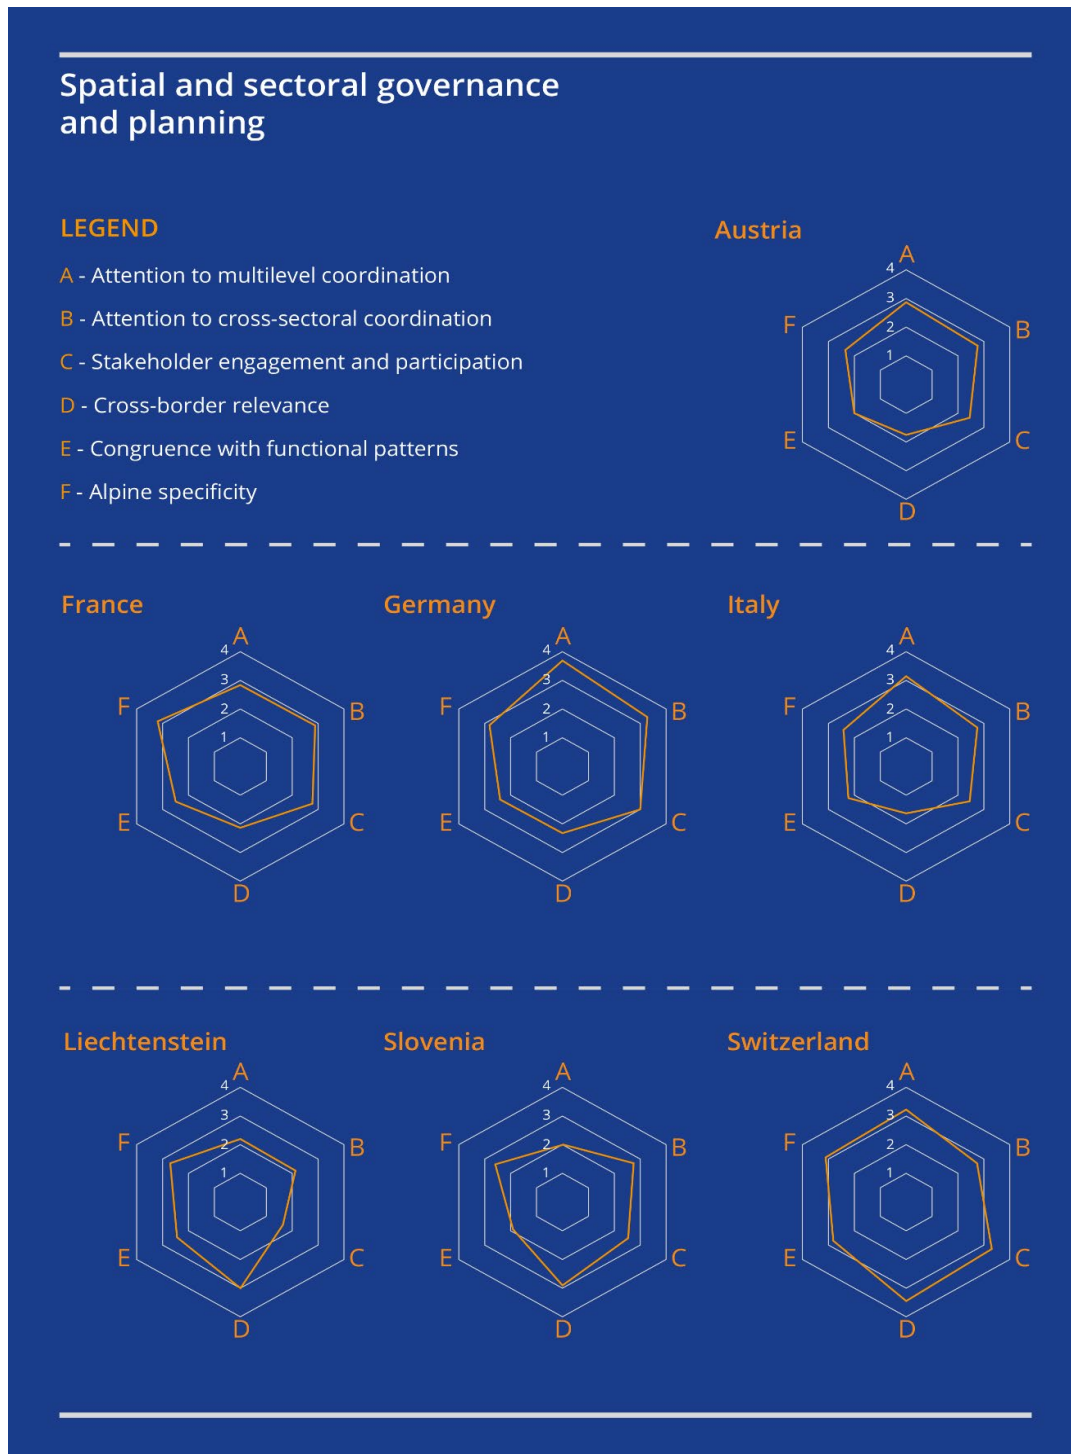 Spatial and sectoral governance
and planning
LEGEND
A - Attention to multilevel coordination
B - Attention to cross-sectoral coordination
C - Stakeholder engagement and participation
D - Cross-border relevance
E - Congruence with functional patterns
F - Alpine specificity
Austria
A
4
3
F
B
2
1
E
C
D
France
A
4
3
F
B
2
1
E
C
D
Germany
A
4
3
F
B
2
1
E
C
D
Italy
A
4
3
F
B
2
1
E
C
D
Liechtenstein
A
4
3
F
B
2
1
E
C
D
Slovenia
A
4
3
F
B
2
1
E
C
D
Switzerland
A
4
3
F
B
2
1
E
C
D